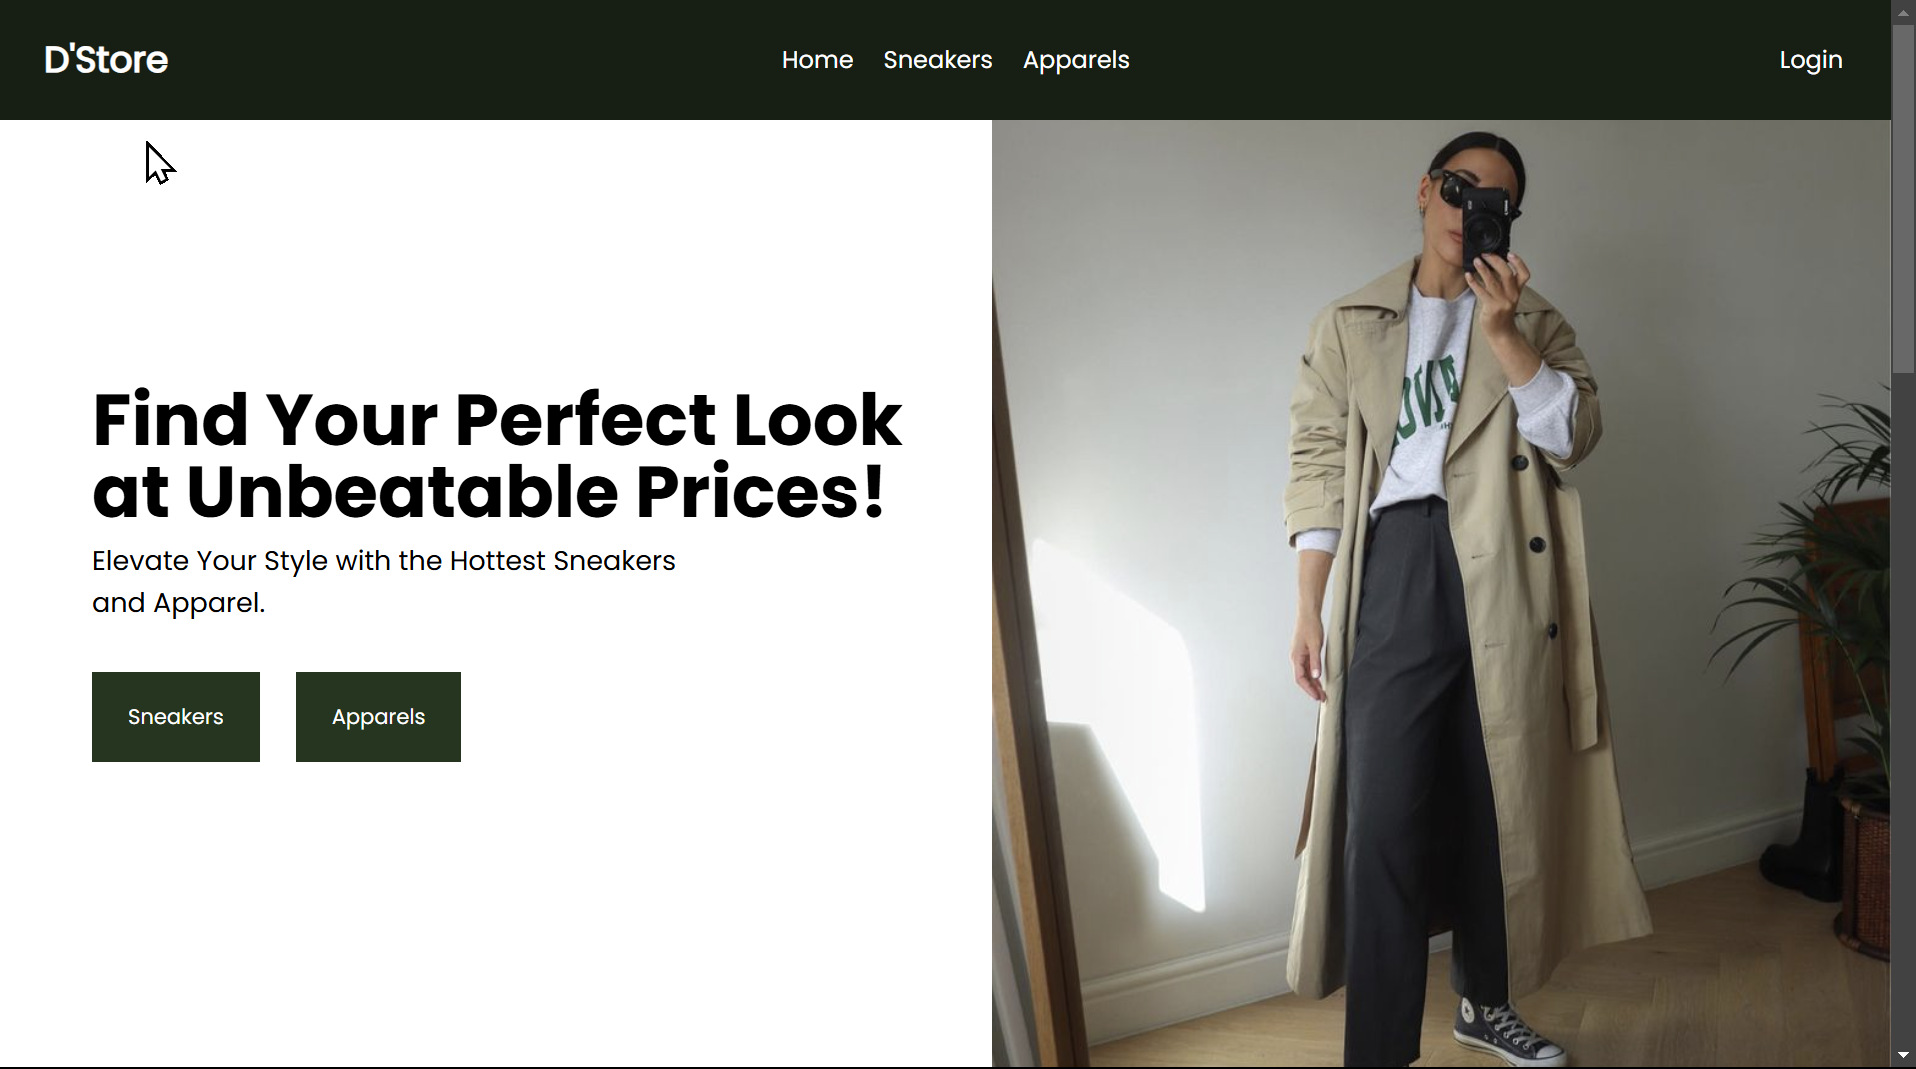 D'Store
Home Sneakers Apparels
Login
Find Your Perfect Look
at Unbeatable Prices!
Elevate Your Style with the Hottest Sneakers
and Apparel.
Sneakers
Apparels